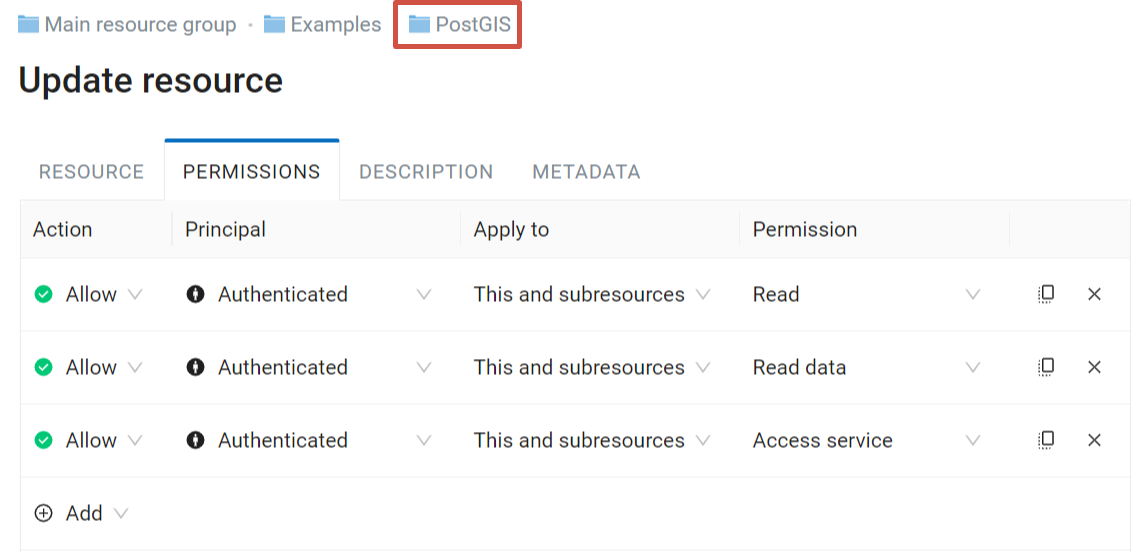 Main resource group • Examples PostGIS
Update resource
RESOURCE PERMISSIONS DESCRIPTION METADATA
Action Principal Apply to Permission
Allow Authenticated This and subresources Read
Allow Authenticated This and subresources Read data
Allow Authenticated This and subresources Access service
Add